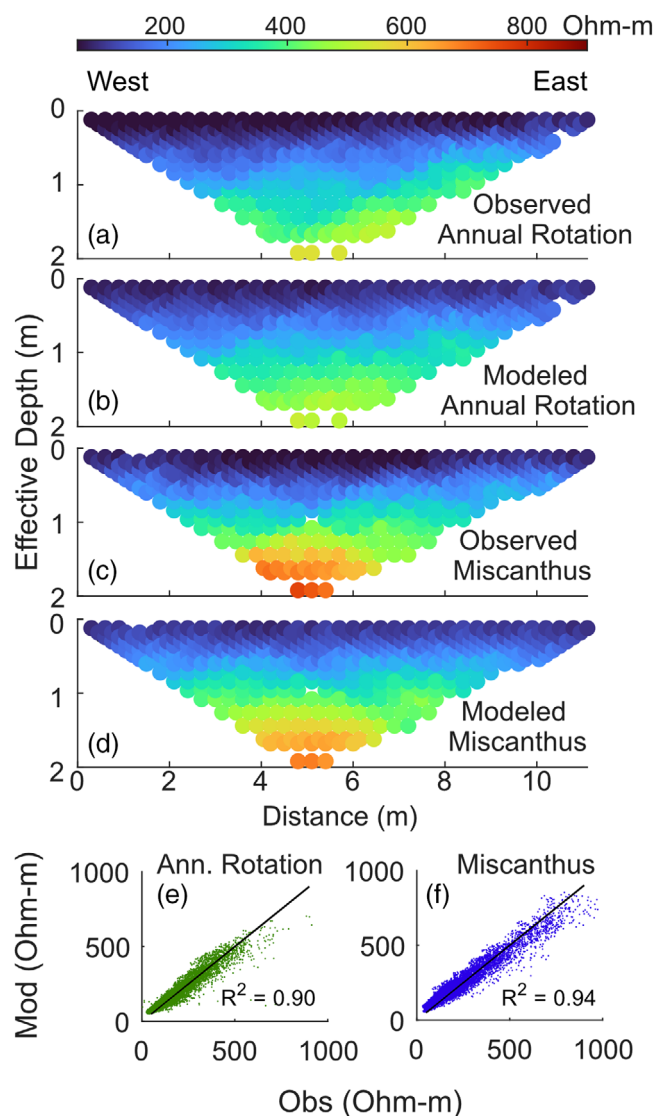 200 400 600 800 Ohm-m
West East
0
1
2
(a)
Observed
Annual Rotation
0
1
2
(b)
Modeled
Annual Rotation
0
1
2
(c)
Observed
Miscanthus
0
1
2
(d)
Modeled
Miscanthus
Effective Depth (m)
0 2 4 6 8 10
Distance (m)
Ann. Rotation
(e)
1000
500
0
R² = 0.90
0 500 1000
Miscanthus
(f)
1000
500
0
R² = 0.94
0 500 1000
Mod (Ohm-m)
Obs (Ohm-m)